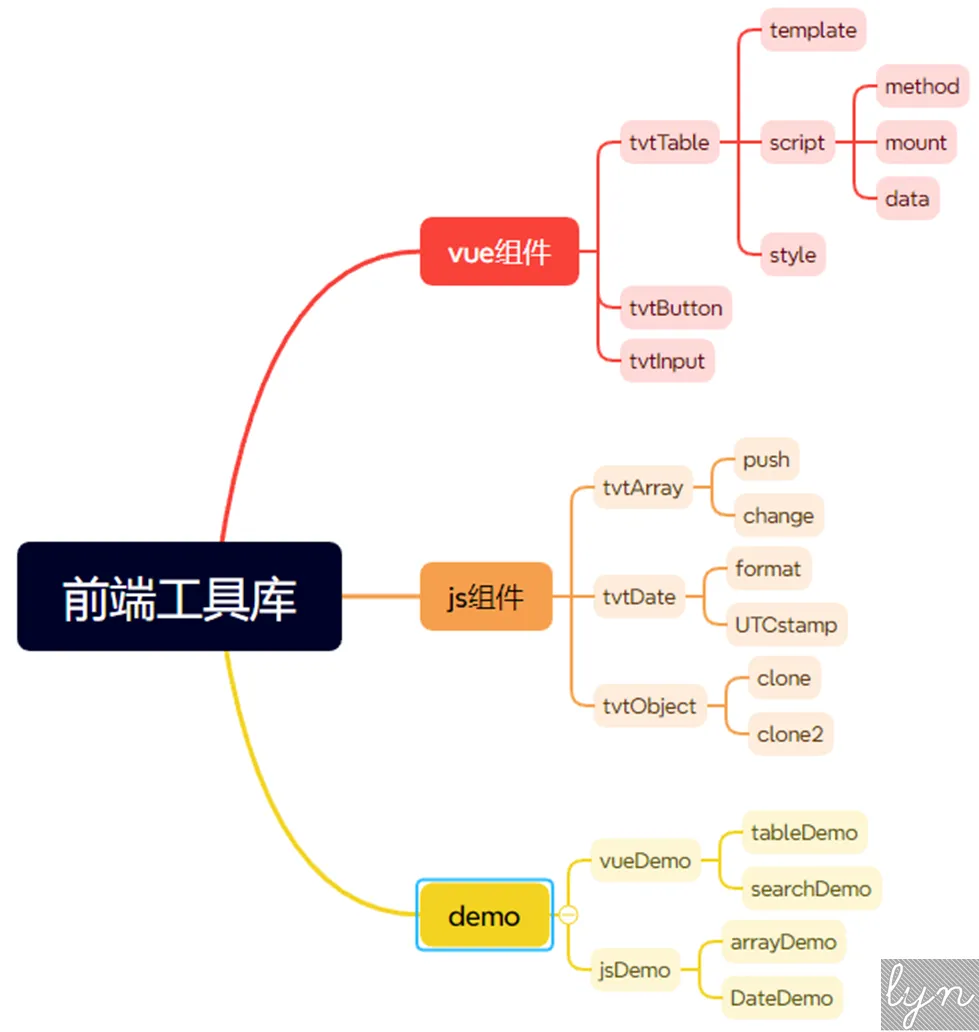 前端工具库
vue组件
tvtTable
template
script
method
mount
data
style
tvtButton
tvtInput
js组件
tvtArray
push
change
tvtDate
format
UTCstamp
tvtObject
clone
clone2
demo
vueDemo
tableDemo
searchDemo
jsDemo
arrayDemo
DateDemo
lyn